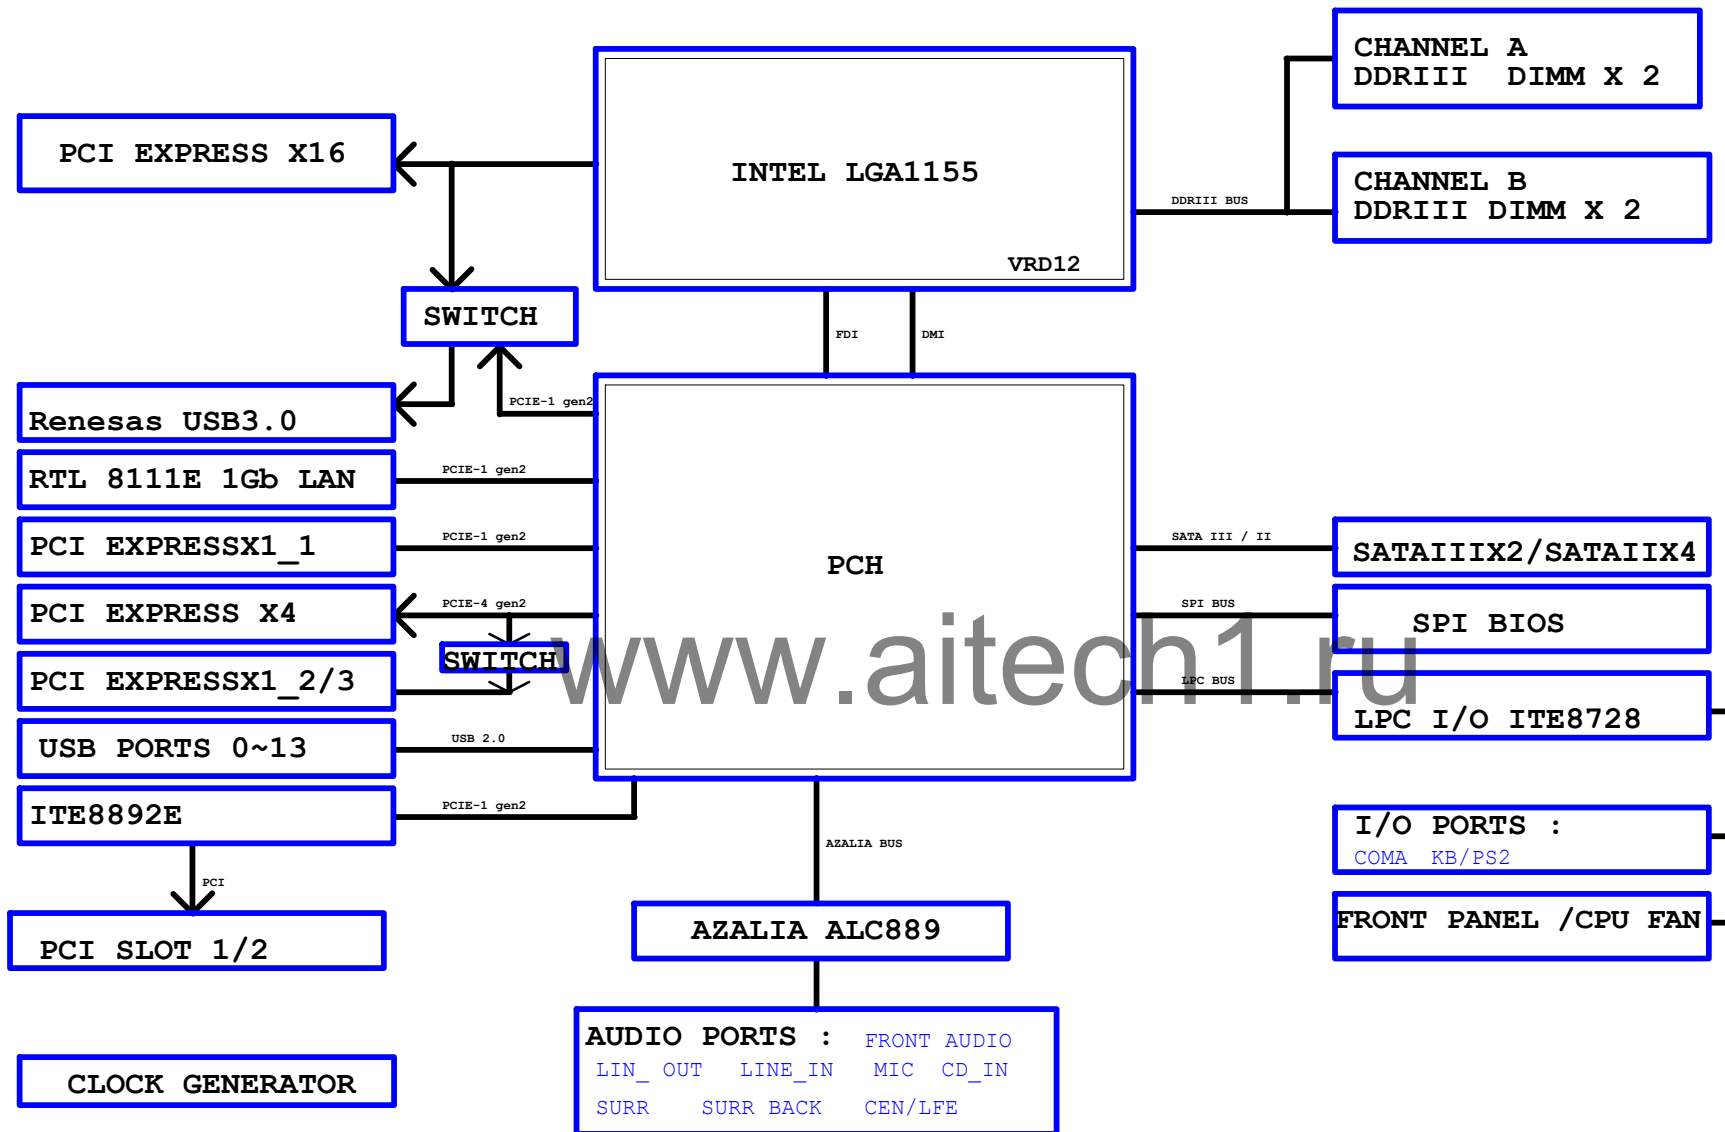 CHANNEL A
DDRIII DIMM X 2
PCI EXPRESS X16
INTEL LGA1155
CHANNEL B
DDRIII DIMM X 2
DDRIII BUS
VRD12
SWITCH
FDI
DMI
Renesas USB3.0
PCIE-1 gen2
RTL 8111E 1Gb LAN
PCIE-1 gen2
PCI EXPRESSX1_1
PCIE-1 gen2
PCH
SATA III / II
SATAIIIX2/SATAIIX4
PCI EXPRESS X4
PCIE-4 gen2
SPI BUS
SPI BIOS
SWITCH
www.aitech1.ru
PCI EXPRESSX1_2/3
LPC BUS
LPC I/O ITE8728
USB PORTS 0~13
USB 2.0
ITE8892E
PCIE-1 gen2
I/O PORTS :
COMA KB/PS2
AZALIA BUS
PCI
PCI SLOT 1/2
AZALIA ALC889
FRONT PANEL /CPU FAN
AUDIO PORTS : FRONT AUDIO
LIN_ OUT LINE_IN MIC CD_IN
SURR SURR BACK CEN/LFE
CLOCK GENERATOR